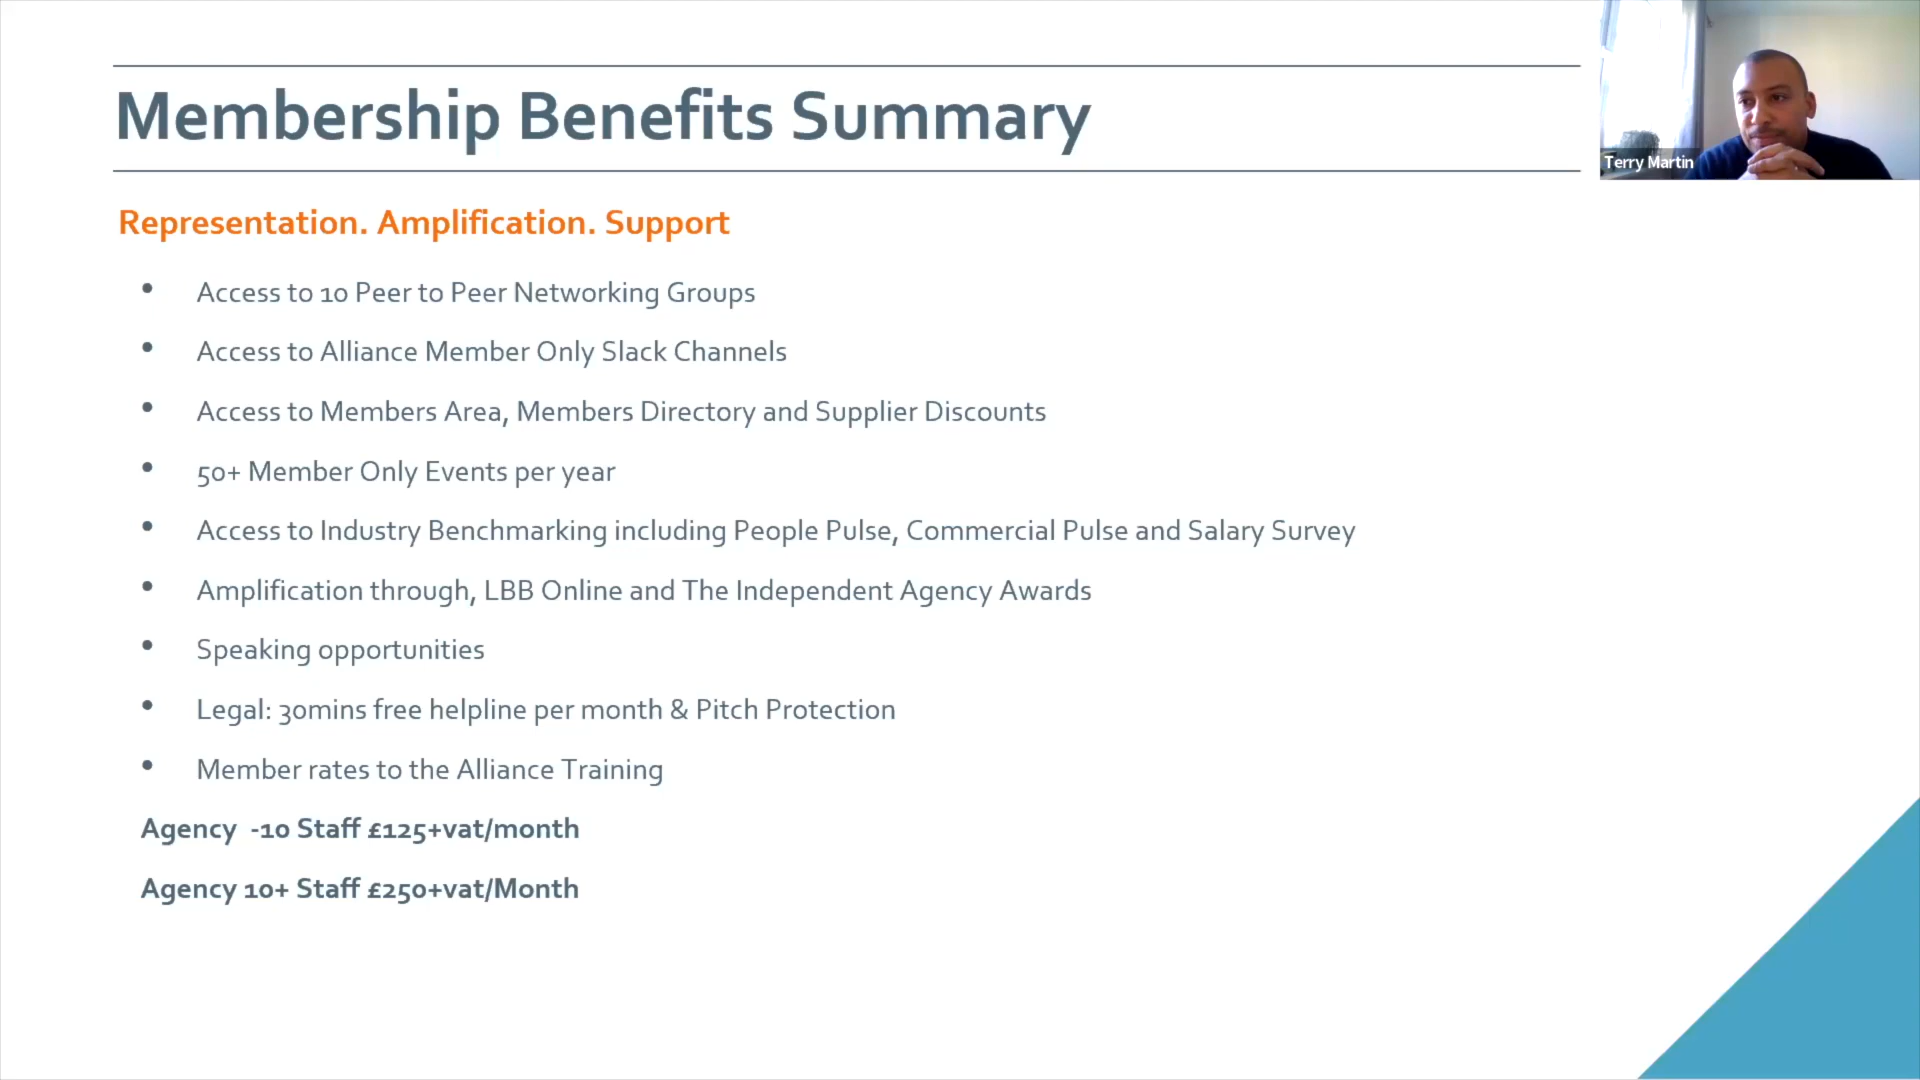 Membership Benefits Summary
Terry Martin
Representation. Amplification. Support
• Access to 10 Peer to Peer Networking Groups
• Access to Alliance Member Only Slack Channels
• Access to Members Area, Members Directory and Supplier Discounts
• 50+ Member Only Events per year
• Access to Industry Benchmarking including People Pulse, Commercial Pulse and Salary Survey
• Amplification through, LBB Online and The Independent Agency Awards
• Speaking opportunities
• Legal: 30mins free helpline per month & Pitch Protection
• Member rates to the Alliance Training
Agency -10 Staff £125+vat/month
Agency 10+ Staff £250+vat/Month